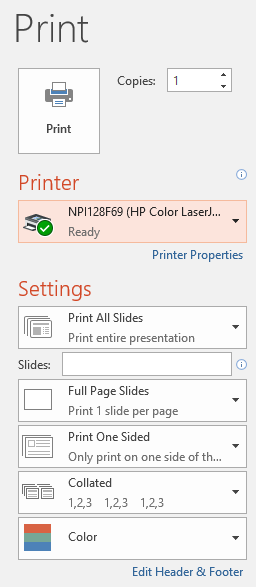 Print
Copies: 1
Print
Printer
NPI128F69 (HP Color LaserJ...
Ready
Printer Properties
Settings
Print All Slides
Print entire presentation
Slides:
Full Page Slides
Print 1 slide per page
Print One Sided
Only print on one side of th...
Collated
1,2,3 1,2,3 1,2,3
Color
Edit Header & Footer